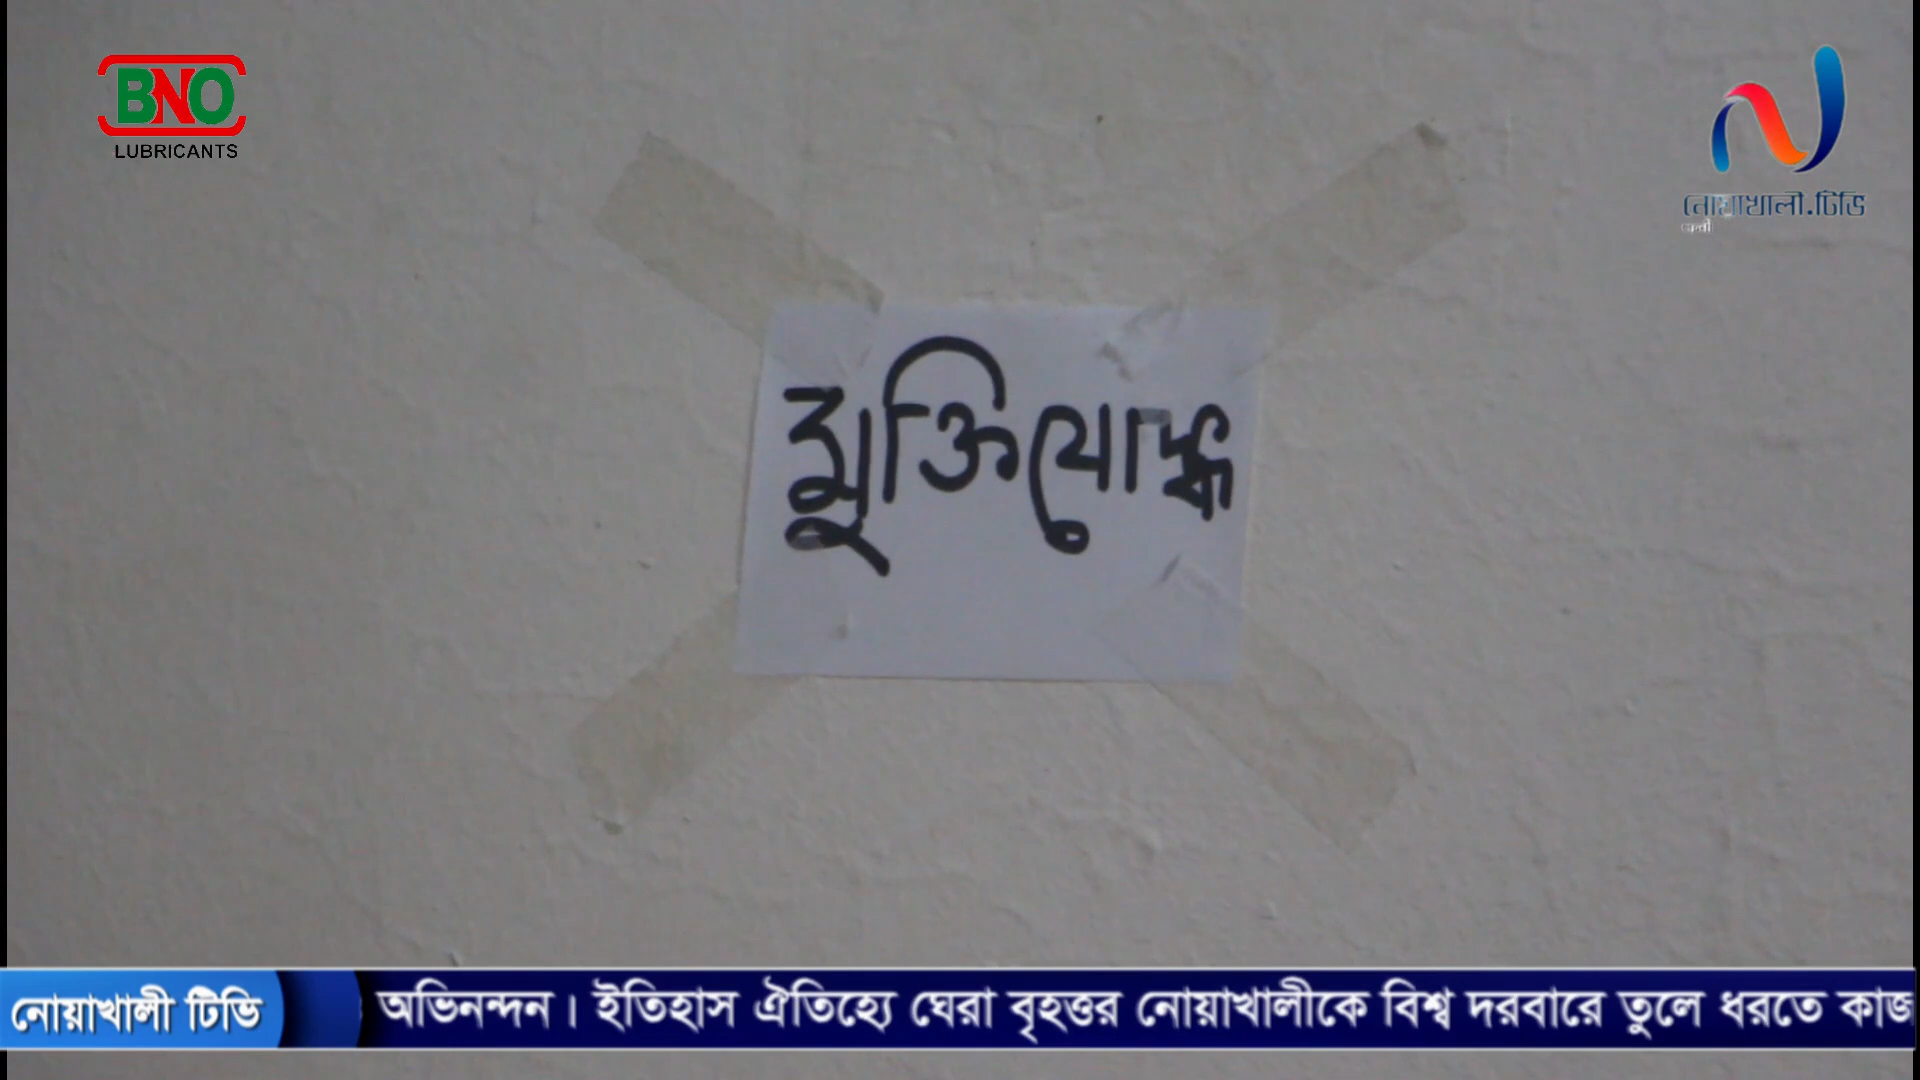 BNO
LUBRICANTS
নোয়াখালী.টিভি
মুক্তিযোদ্ধ
নোয়াখালী টিভি
অভিনন্দন। ইতিহাস ঐতিহ্যে ঘেরা বৃহত্তর নোয়াখালীকে বিশ্ব দরবারে তুলে ধরতে কাজ